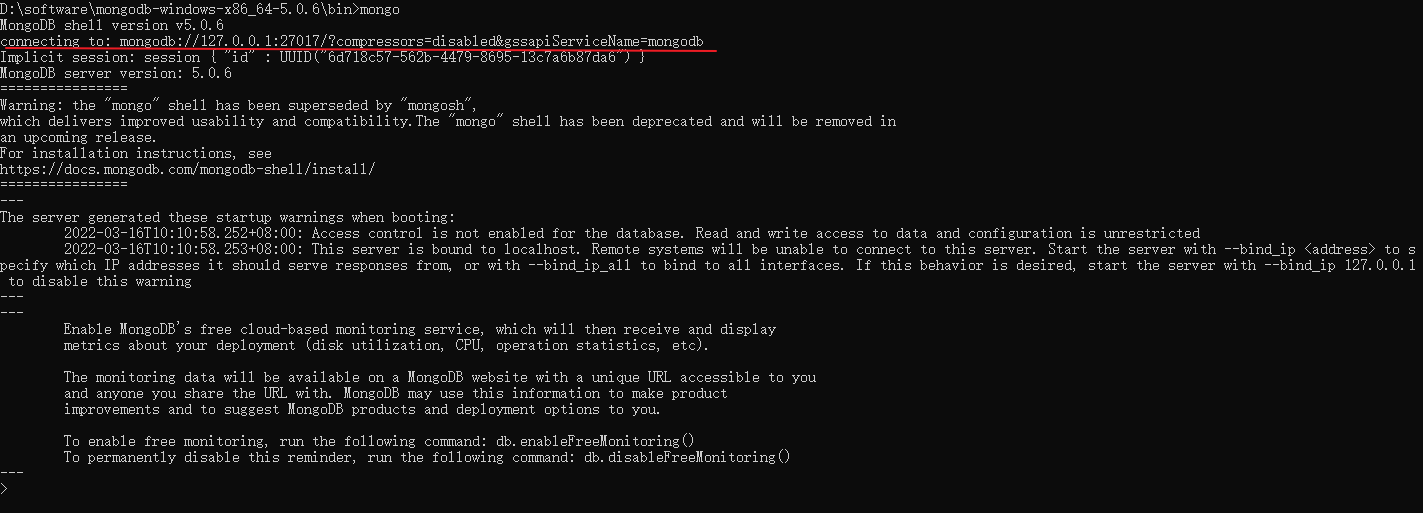 D:\software\mongodb-windows-x86_64-5.0.6\bin>mongo
MongoDB shell version v5.0.6
connecting to: mongodb://127.0.0.1:27017/?compressors=disabled&gssapiServiceName=mongodb
Implicit session: session { "id" : UUID("6d718c57-562b-4479-8695-13c7a6b87da6") }
MongoDB server version: 5.0.6
================
Warning: the "mongo" shell has been superseded by "mongosh",
which delivers improved usability and compatibility.The "mongo" shell has been deprecated and will be removed in
an upcoming release.
For installation instructions, see
https://docs.mongodb.com/mongodb-shell/install/
================
---
The server generated these startup warnings when booting:
        2022-03-16T10:10:58.252+08:00: Access control is not enabled for the database. Read and write access to data and configuration is unrestricted
        2022-03-16T10:10:58.253+08:00: This server is bound to localhost. Remote systems will be unable to connect to this server. Start the server with --bind_ip <address> to s
pecify which IP addresses it should serve responses from, or with --bind_ip_all to bind to all interfaces. If this behavior is desired, start the server with --bind_ip 127.0.0.1
 to disable this warning
---
---
        Enable MongoDB's free cloud-based monitoring service, which will then receive and display
        metrics about your deployment (disk utilization, CPU, operation statistics, etc).

        The monitoring data will be available on a MongoDB website with a unique URL accessible to you
        and anyone you share the URL with. MongoDB may use this information to make product
        improvements and to suggest MongoDB products and deployment options to you.

        To enable free monitoring, run the following command: db.enableFreeMonitoring()
        To permanently disable this reminder, run the following command: db.disableFreeMonitoring()
---
>